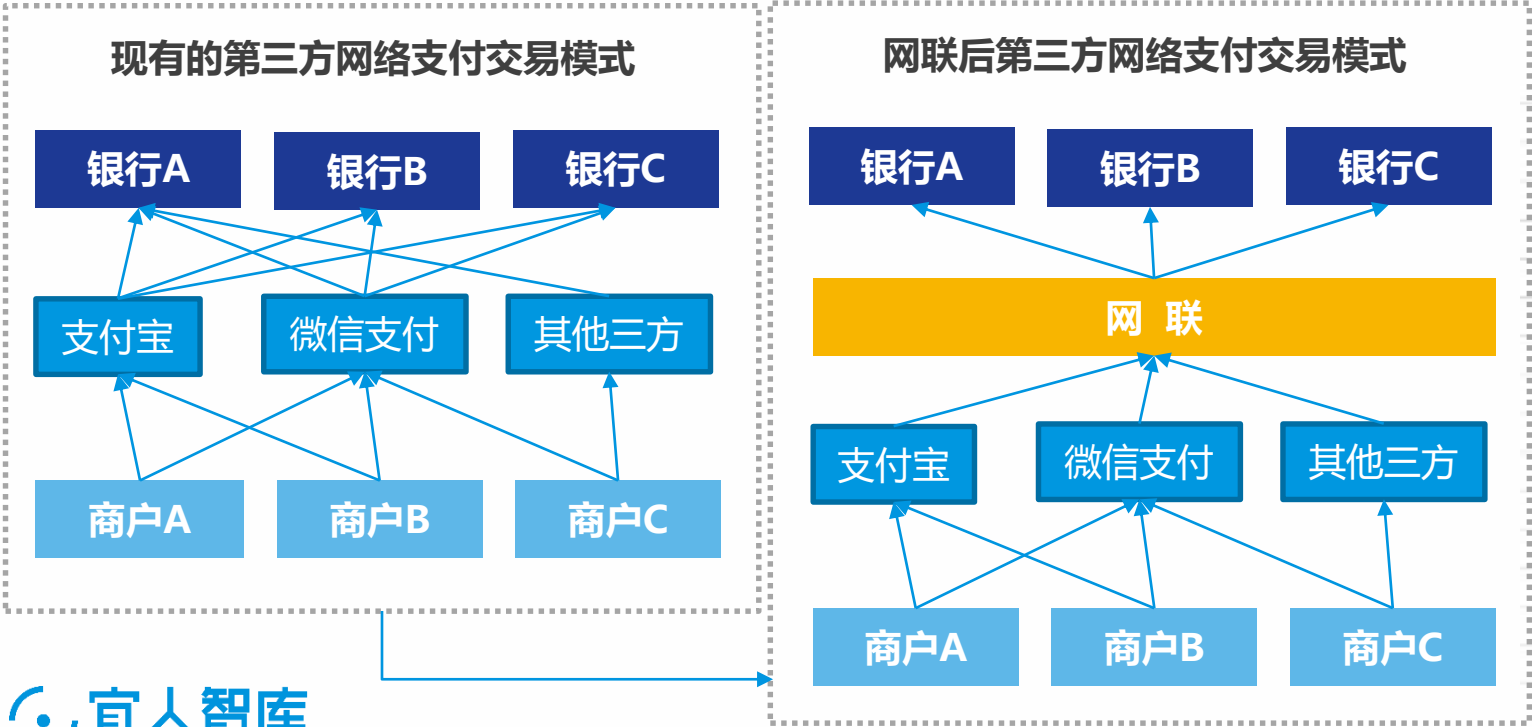 现有的第三方网络支付交易模式
银行A
银行B
银行C
支付宝
微信支付
其他三方
商户A
商户B
商户C
网联后第三方网络支付交易模式
银行A
银行B
银行C
网 联
支付宝
微信支付
其他三方
商户A
商户B
商户C
宜人智库